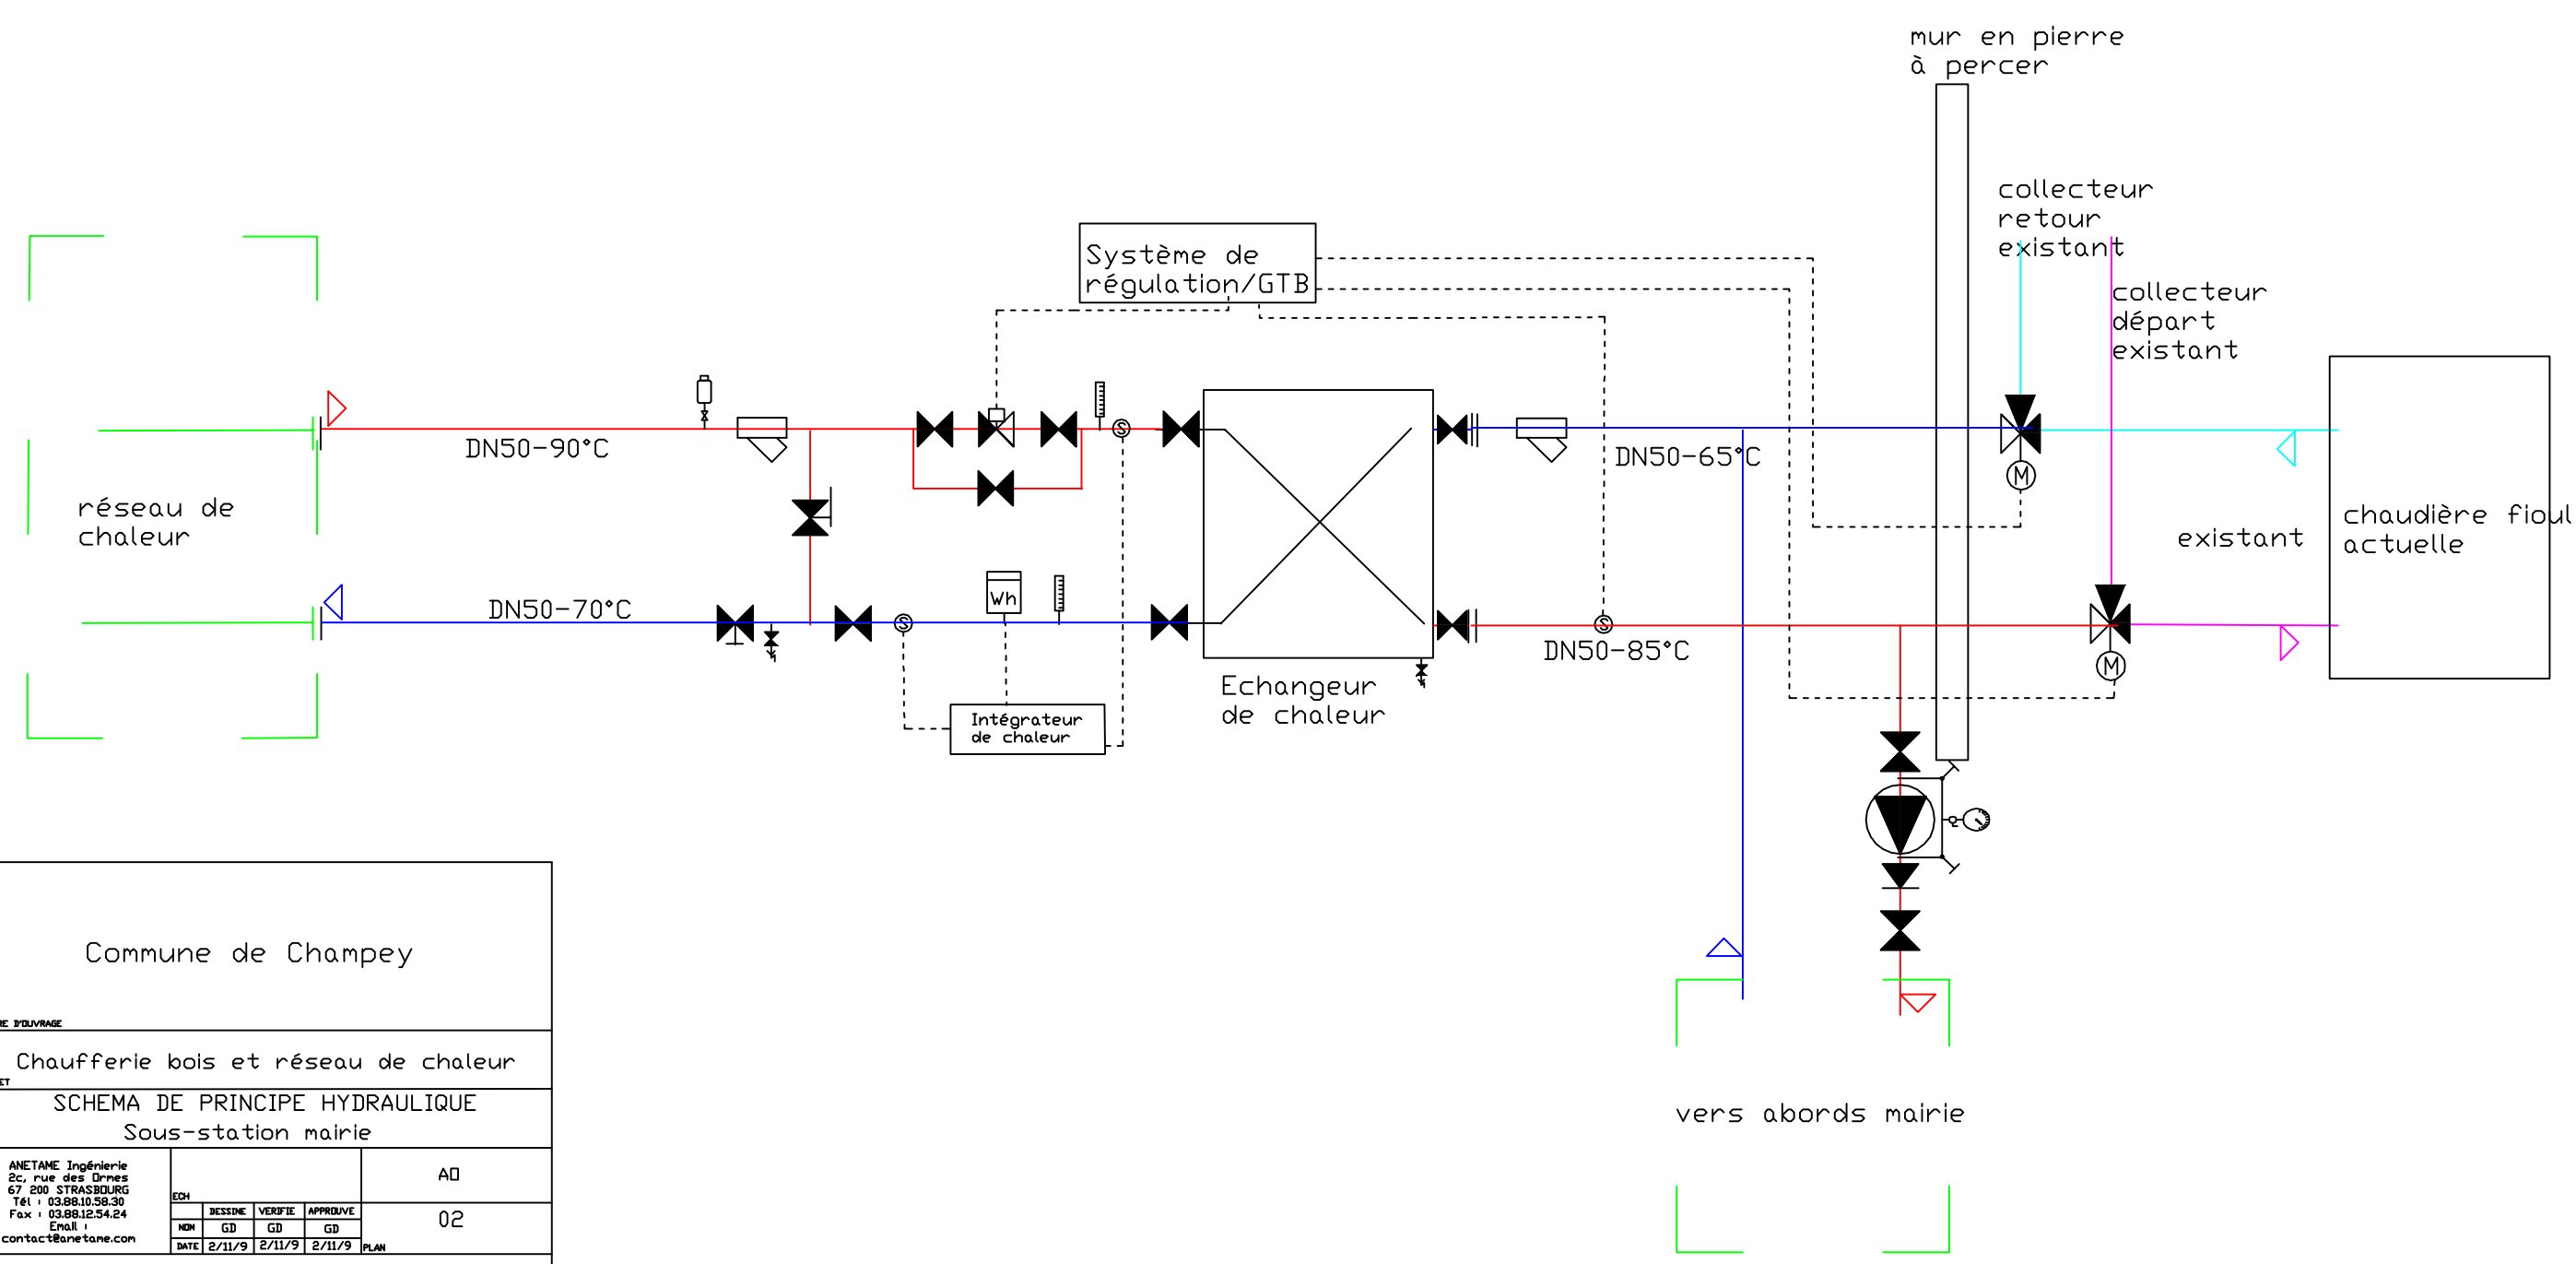 mur en pierre
à percer
collecteur
retour
existant
Système de
régulation/GTB
collecteur
départ
existant
DN50-90°C
DN50-65°C
M
S
réseau de
chaleur
existant
chaudière fioul
actuelle
Wh
DN50-70°C
S
S
DN50-85°C
M
Echangeur
de chaleur
Intégrateur
de chaleur
Commune de Champey
RE D'OUVRAGE
Chaufferie bois et réseau de chaleur
ET
SCHEMA DE PRINCIPE HYDRAULIQUE
Sous-station mairie
vers abords mairie
ANETAME Ingénierie
2c, rue des Ormes
67 200 STRASBOURG
Tél : 03.88.10.58.30
Fax : 03.88.12.54.24
Email :
contact@anetame.com
A0
ECH
DESSINE VERIFIE APPROUVE
NOM GD GD GD
DATE 2/11/9 2/11/9 2/11/9
02
PLAN